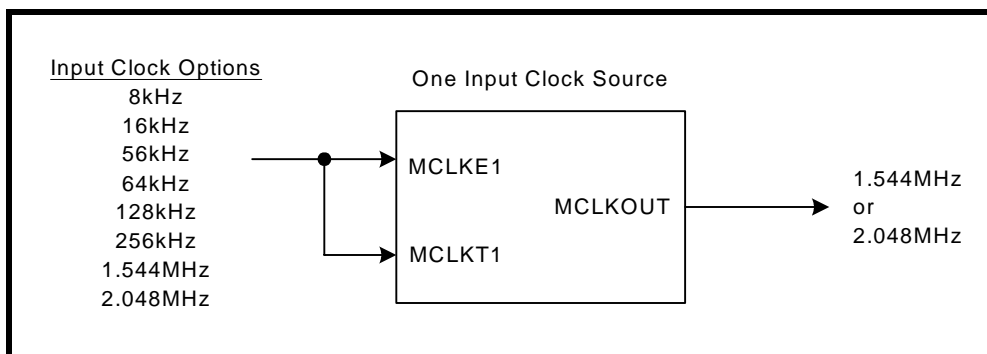 Input Clock Options
8kHz
16kHz
56kHz
64kHz
128kHz
256kHz
1.544MHz
2.048MHz
One Input Clock Source
MCLKE1
MCLKT1
MCLKOUT
1.544MHz
or
2.048MHz